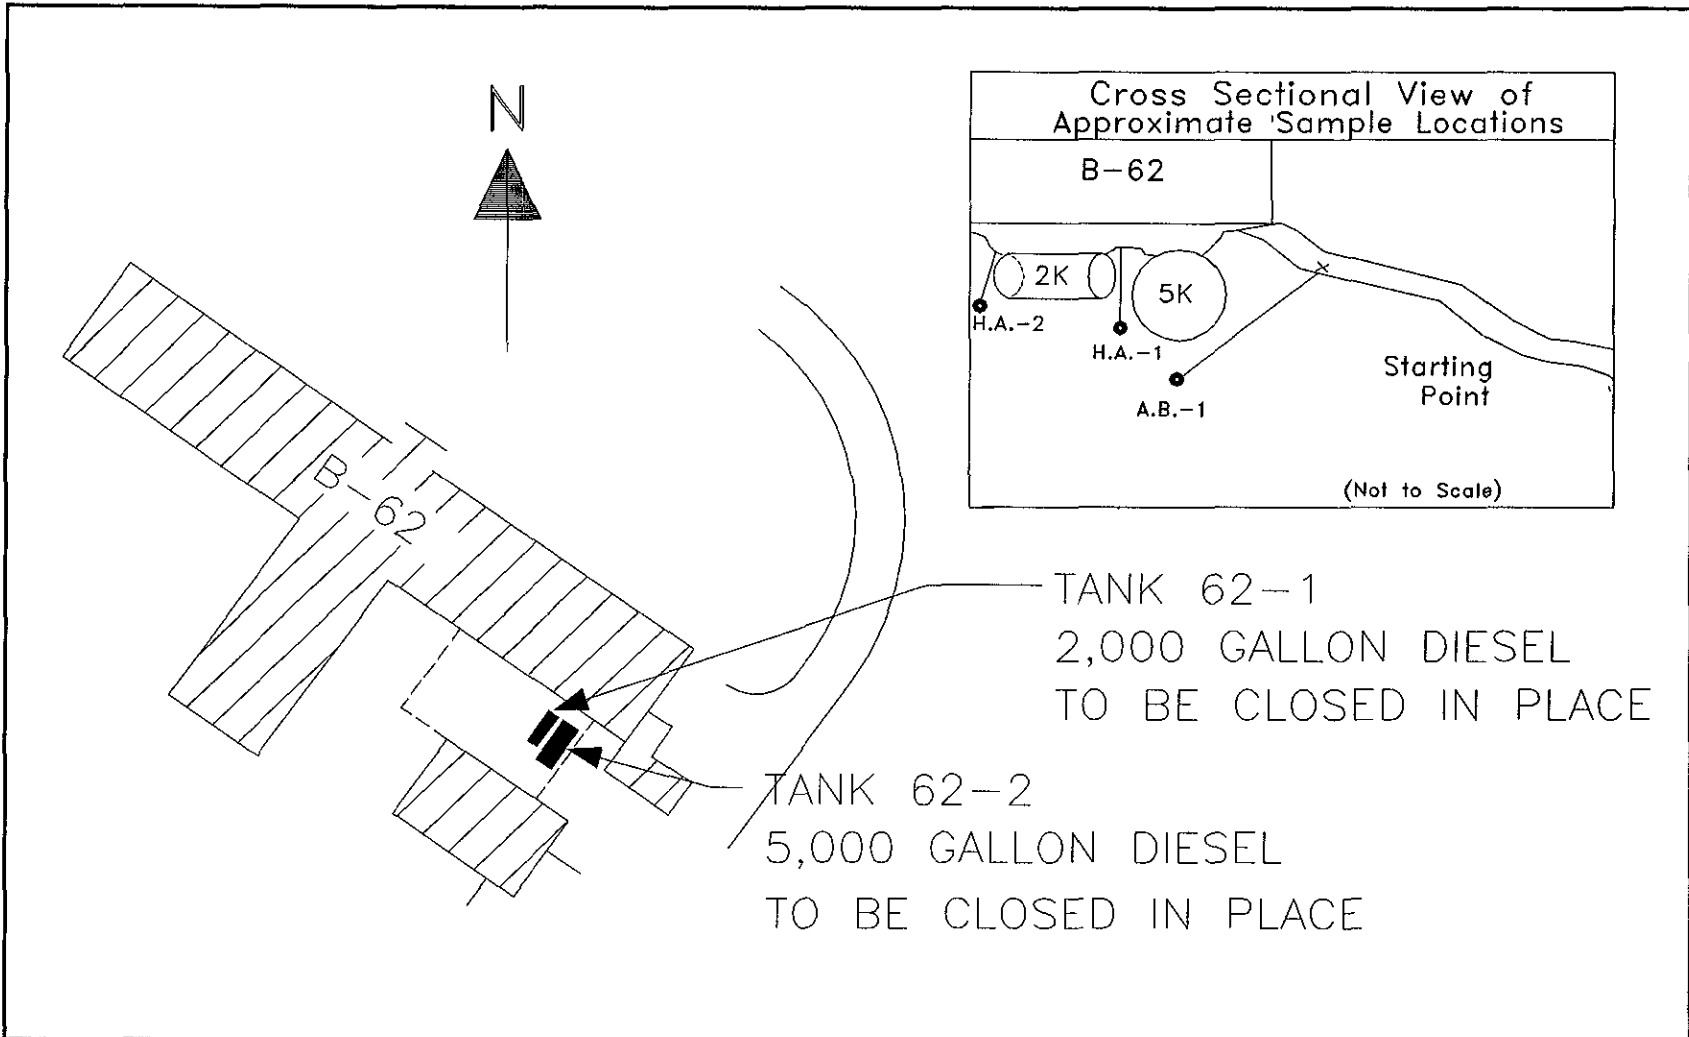 N
Cross Sectional View of
Approximate Sample Locations
B-62
2K
5K
H.A.-2
H.A.-1
A.B.-1
Starting
Point
(Not to Scale)
B-62
TANK 62-1
2,000 GALLON DIESEL
TO BE CLOSED IN PLACE
TANK 62-2
5,000 GALLON DIESEL
TO BE CLOSED IN PLACE